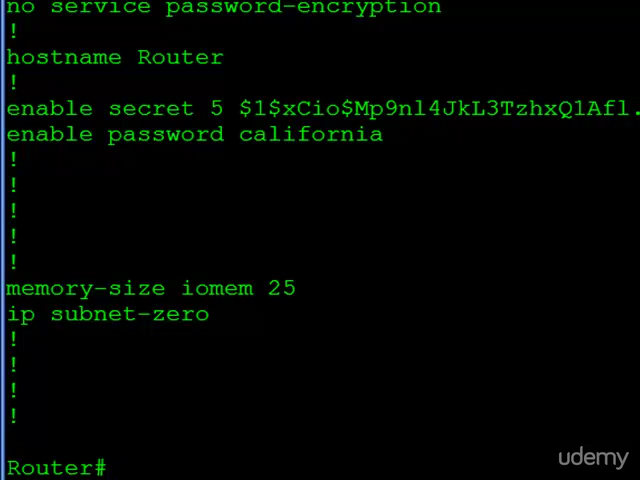 no service password-encryption
!
hostname Router
!
enable secret 5 $1$xCio$Mp9nl4JkL3TzhxQ1Afl.
enable password california
!
!
!
!
!
memory-size iomem 25
ip subnet-zero
!
!
!
!
Router#
udemy